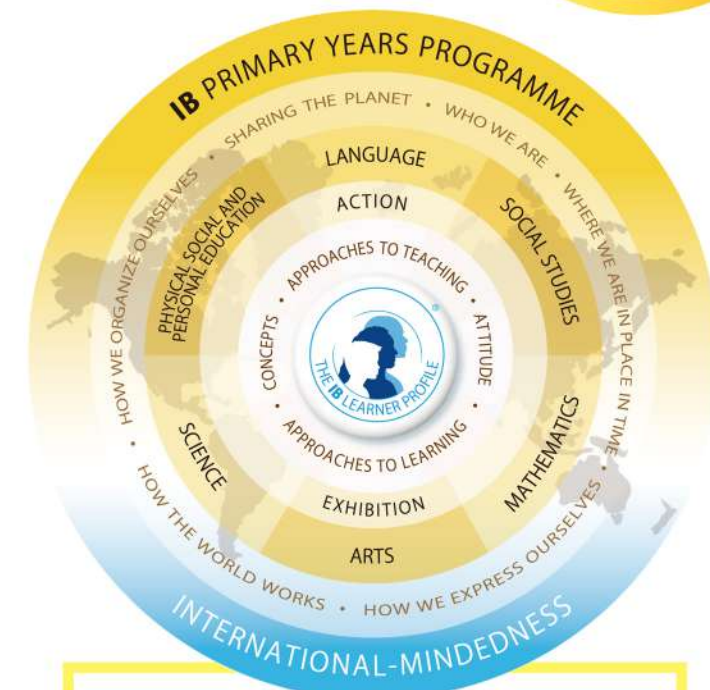 IB PRIMARY YEARS PROGRAMME
SHARING THE PLANET • WHO WE ARE • WHERE WE ARE IN PLACE IN TIME • HOW WE EXPRESS OURSELVES • HOW THE WORLD WORKS • HOW WE ORGANIZE OURSELVES •
LANGUAGE
SOCIAL STUDIES
MATHEMATICS
ARTS
SCIENCE
PHYSICAL SOCIAL AND
PERSONAL EDUCATION
ACTION
EXHIBITION
APPROACHES TO TEACHING • ATTITUDE • APPROACHES TO LEARNING • CONCEPTS •
THE IB LEARNER PROFILE
®
INTERNATIONAL-MINDEDNESS